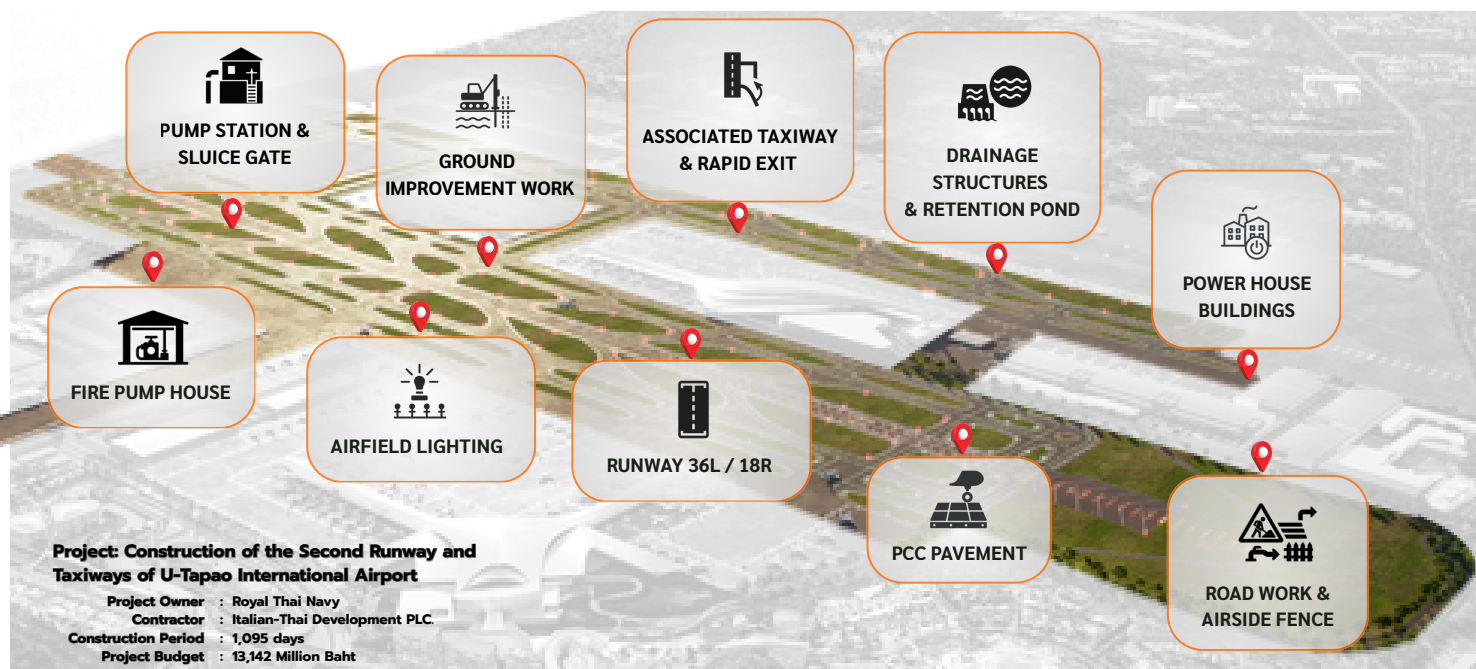 PUMP STATION &
SLUICE GATE
GROUND
IMPROVEMENT WORK
ASSOCIATED TAXIWAY
& RAPID EXIT
DRAINAGE
STRUCTURES
& RETENTION POND
POWER HOUSE
BUILDINGS
FIRE PUMP HOUSE
AIRFIELD LIGHTING
RUNWAY 36L / 18R
PCC PAVEMENT
ROAD WORK &
AIRSIDE FENCE
Project: Construction of the Second Runway and
Taxiways of U-Tapao International Airport
Project Owner : Royal Thai Navy
Contractor : Italian-Thai Development PLC.
Construction Period : 1,095 days
Project Budget : 13,142 Million Baht